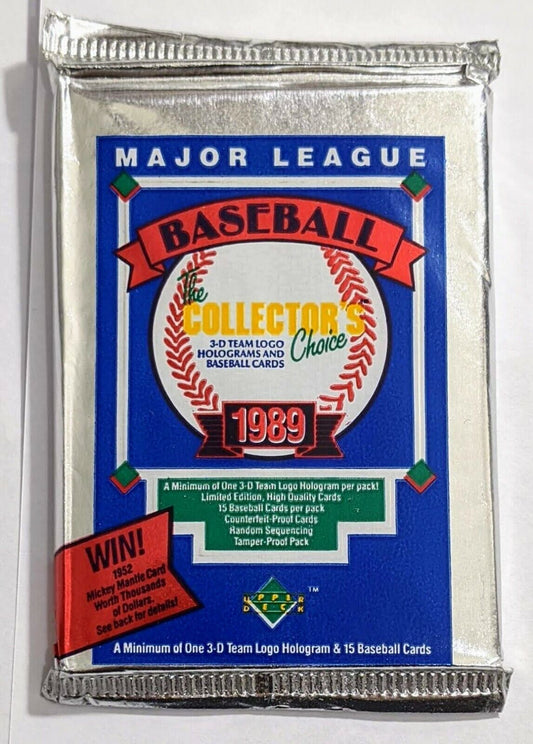 MAJOR LEAGUE
BASEBALL
The
COLLECTOR'S™
Choice
3-D TEAM LOGO
HOLOGRAMS AND
BASEBALL CARDS
1989
A Minimum of One 3-D Team Logo Hologram per pack!
Limited Edition, High Quality Cards
15 Baseball Cards per pack
Counterfeit-Proof Cards
Random Sequencing
Tamper-Proof Pack
WIN!
1952
Mickey Mantle Card
Worth Thousands
of Dollars.
See back for details!
UPPER ™
DECK
A Minimum of One 3-D Team Logo Hologram & 15 Baseball Cards